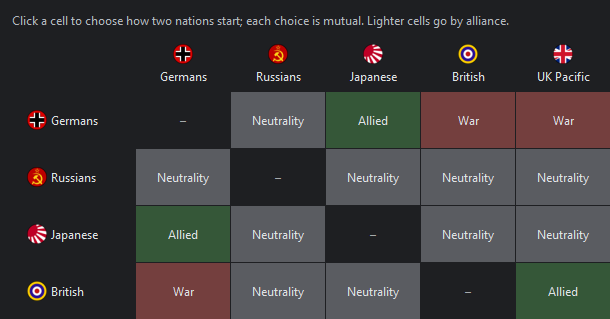 Click a cell to choose how two nations start; each choice is mutual. Lighter cells go by alliance.
Germans Russians Japanese British UK Pacific
Germans – Neutrality Allied War War
Russians Neutrality – Neutrality Neutrality Neutrality
Japanese Allied Neutrality – Neutrality Neutrality
British War Neutrality Neutrality – Allied